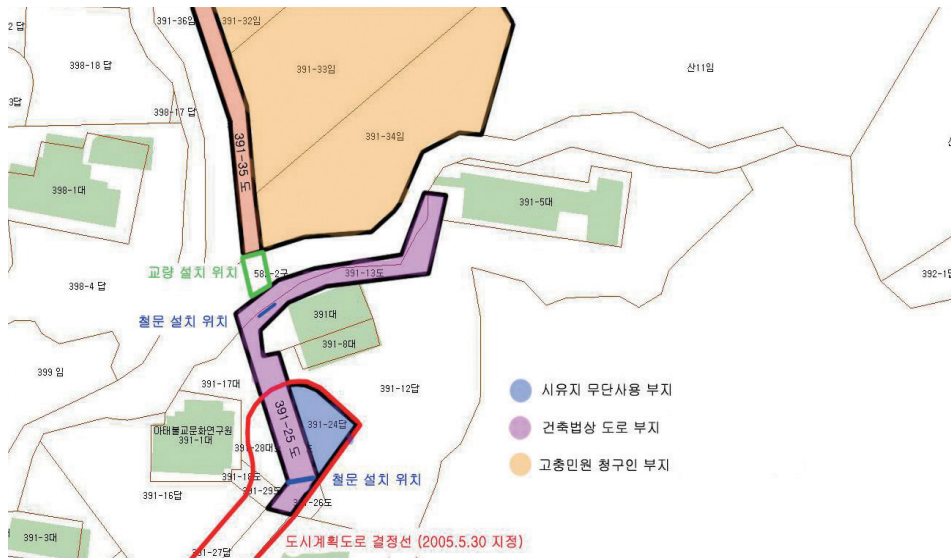 391-36임
391-32임
2 답
398-18 답
391-33임
산11임
3답
398-17 답
391-34임
391-35 도
398-1대
391-5대
교량 설치 위치
391-13도
392-1답
398-4 답
철문 설치 위치
391대
391-8대
399 임
391-17대
391-12답
시유지 무단사용 부지
391-25 도
391-24답
건축법상 도로 부지
아태불교문화연구원
391-1대
391-28대
고충민원 청구인 부지
391-18도
391-29도
철문 설치 위치
391-16답
391-3대
도시계획도로 결정선 (2005.5.30 지정)
391-27답